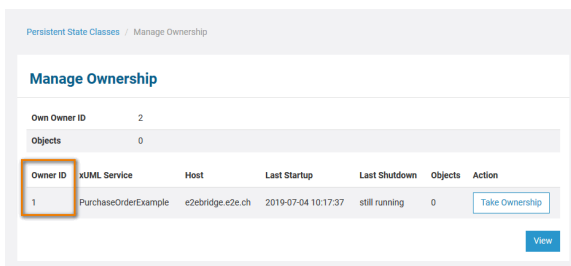 Persistent State Classes / Manage Ownership
Manage Ownership
Own Owner ID 2
Objects 0
Owner ID xUML Service Host Last Startup Last Shutdown Objects Action
1 PurchaseOrderExample e2ebridge.e2e.ch 2019-07-04 10:17:37 still running 0 Take Ownership
View